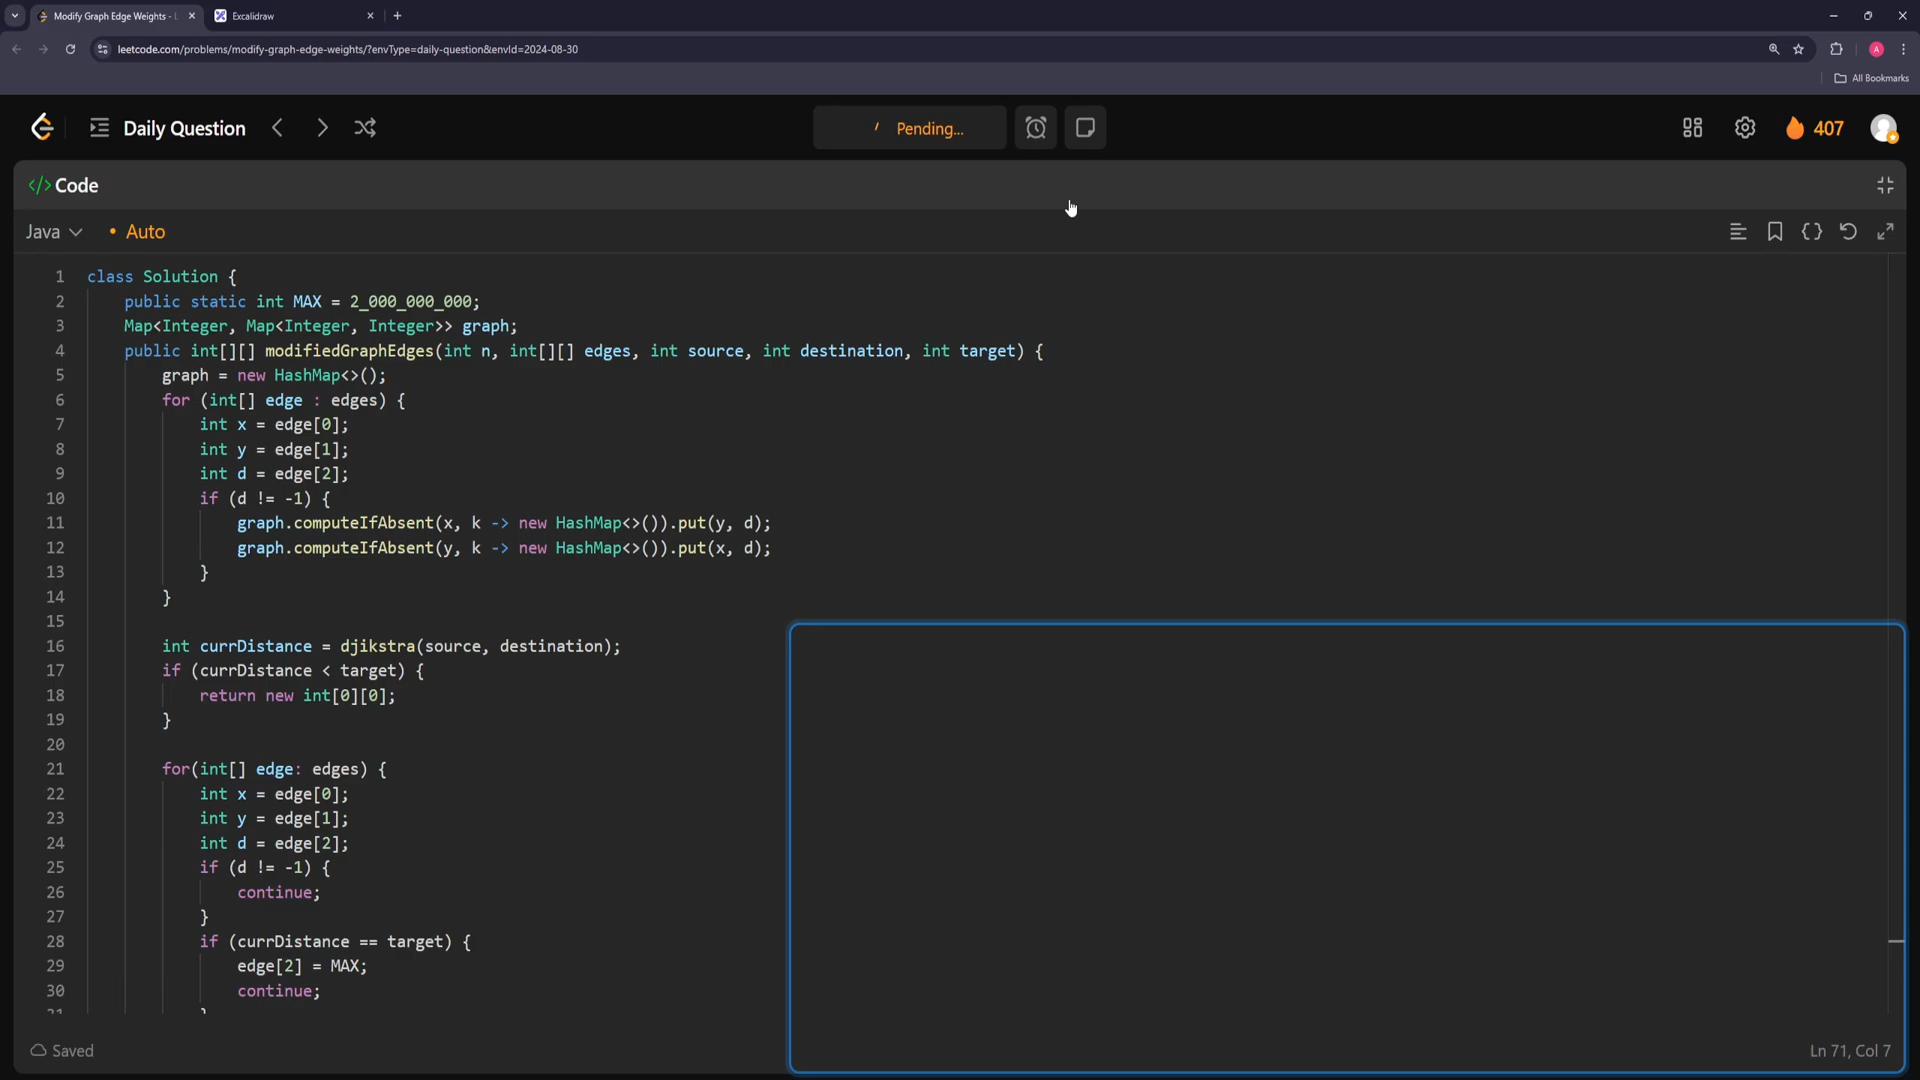 Modify Graph Edge Weights - L
Excalidraw
leetcode.com/problems/modify-graph-edge-weights/?envType=daily-question&envId=2024-08-30
A
All Bookmarks
Daily Question
Pending...
407
</> Code
Java
• Auto
1 class Solution {
2 public static int MAX = 2_000_000_000;
3 Map<Integer, Map<Integer, Integer>> graph;
4 public int[][] modifiedGraphEdges(int n, int[][] edges, int source, int destination, int target) {
5 graph = new HashMap<>();
6 for (int[] edge : edges) {
7 int x = edge[0];
8 int y = edge[1];
9 int d = edge[2];
10 if (d != -1) {
11 graph.computeIfAbsent(x, k -> new HashMap<>()).put(y, d);
12 graph.computeIfAbsent(y, k -> new HashMap<>()).put(x, d);
13 }
14 }
15
16 int currDistance = djikstra(source, destination);
17 if (currDistance < target) {
18 return new int[0][0];
19 }
20
21 for(int[] edge: edges) {
22 int x = edge[0];
23 int y = edge[1];
24 int d = edge[2];
25 if (d != -1) {
26 continue;
27 }
28 if (currDistance == target) {
29 edge[2] = MAX;
30 continue;
31 }
Saved
Ln 71, Col 7